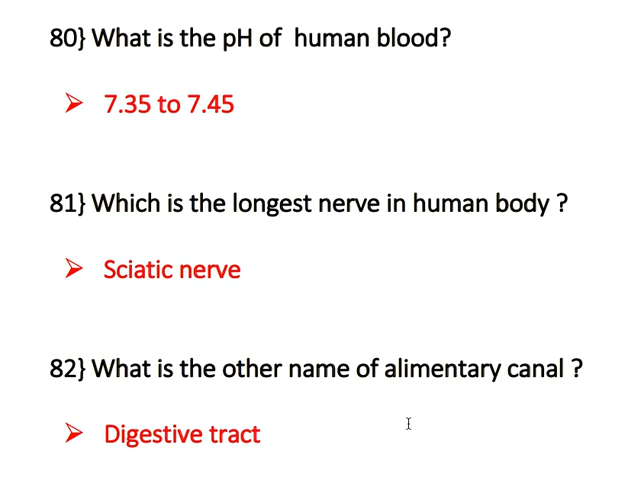 80} What is the pH of  human blood?
➢ 7.35 to 7.45
81} Which is the longest nerve in human body ?
➢ Sciatic nerve
82} What is the other name of alimentary canal ?
➢ Digestive tract